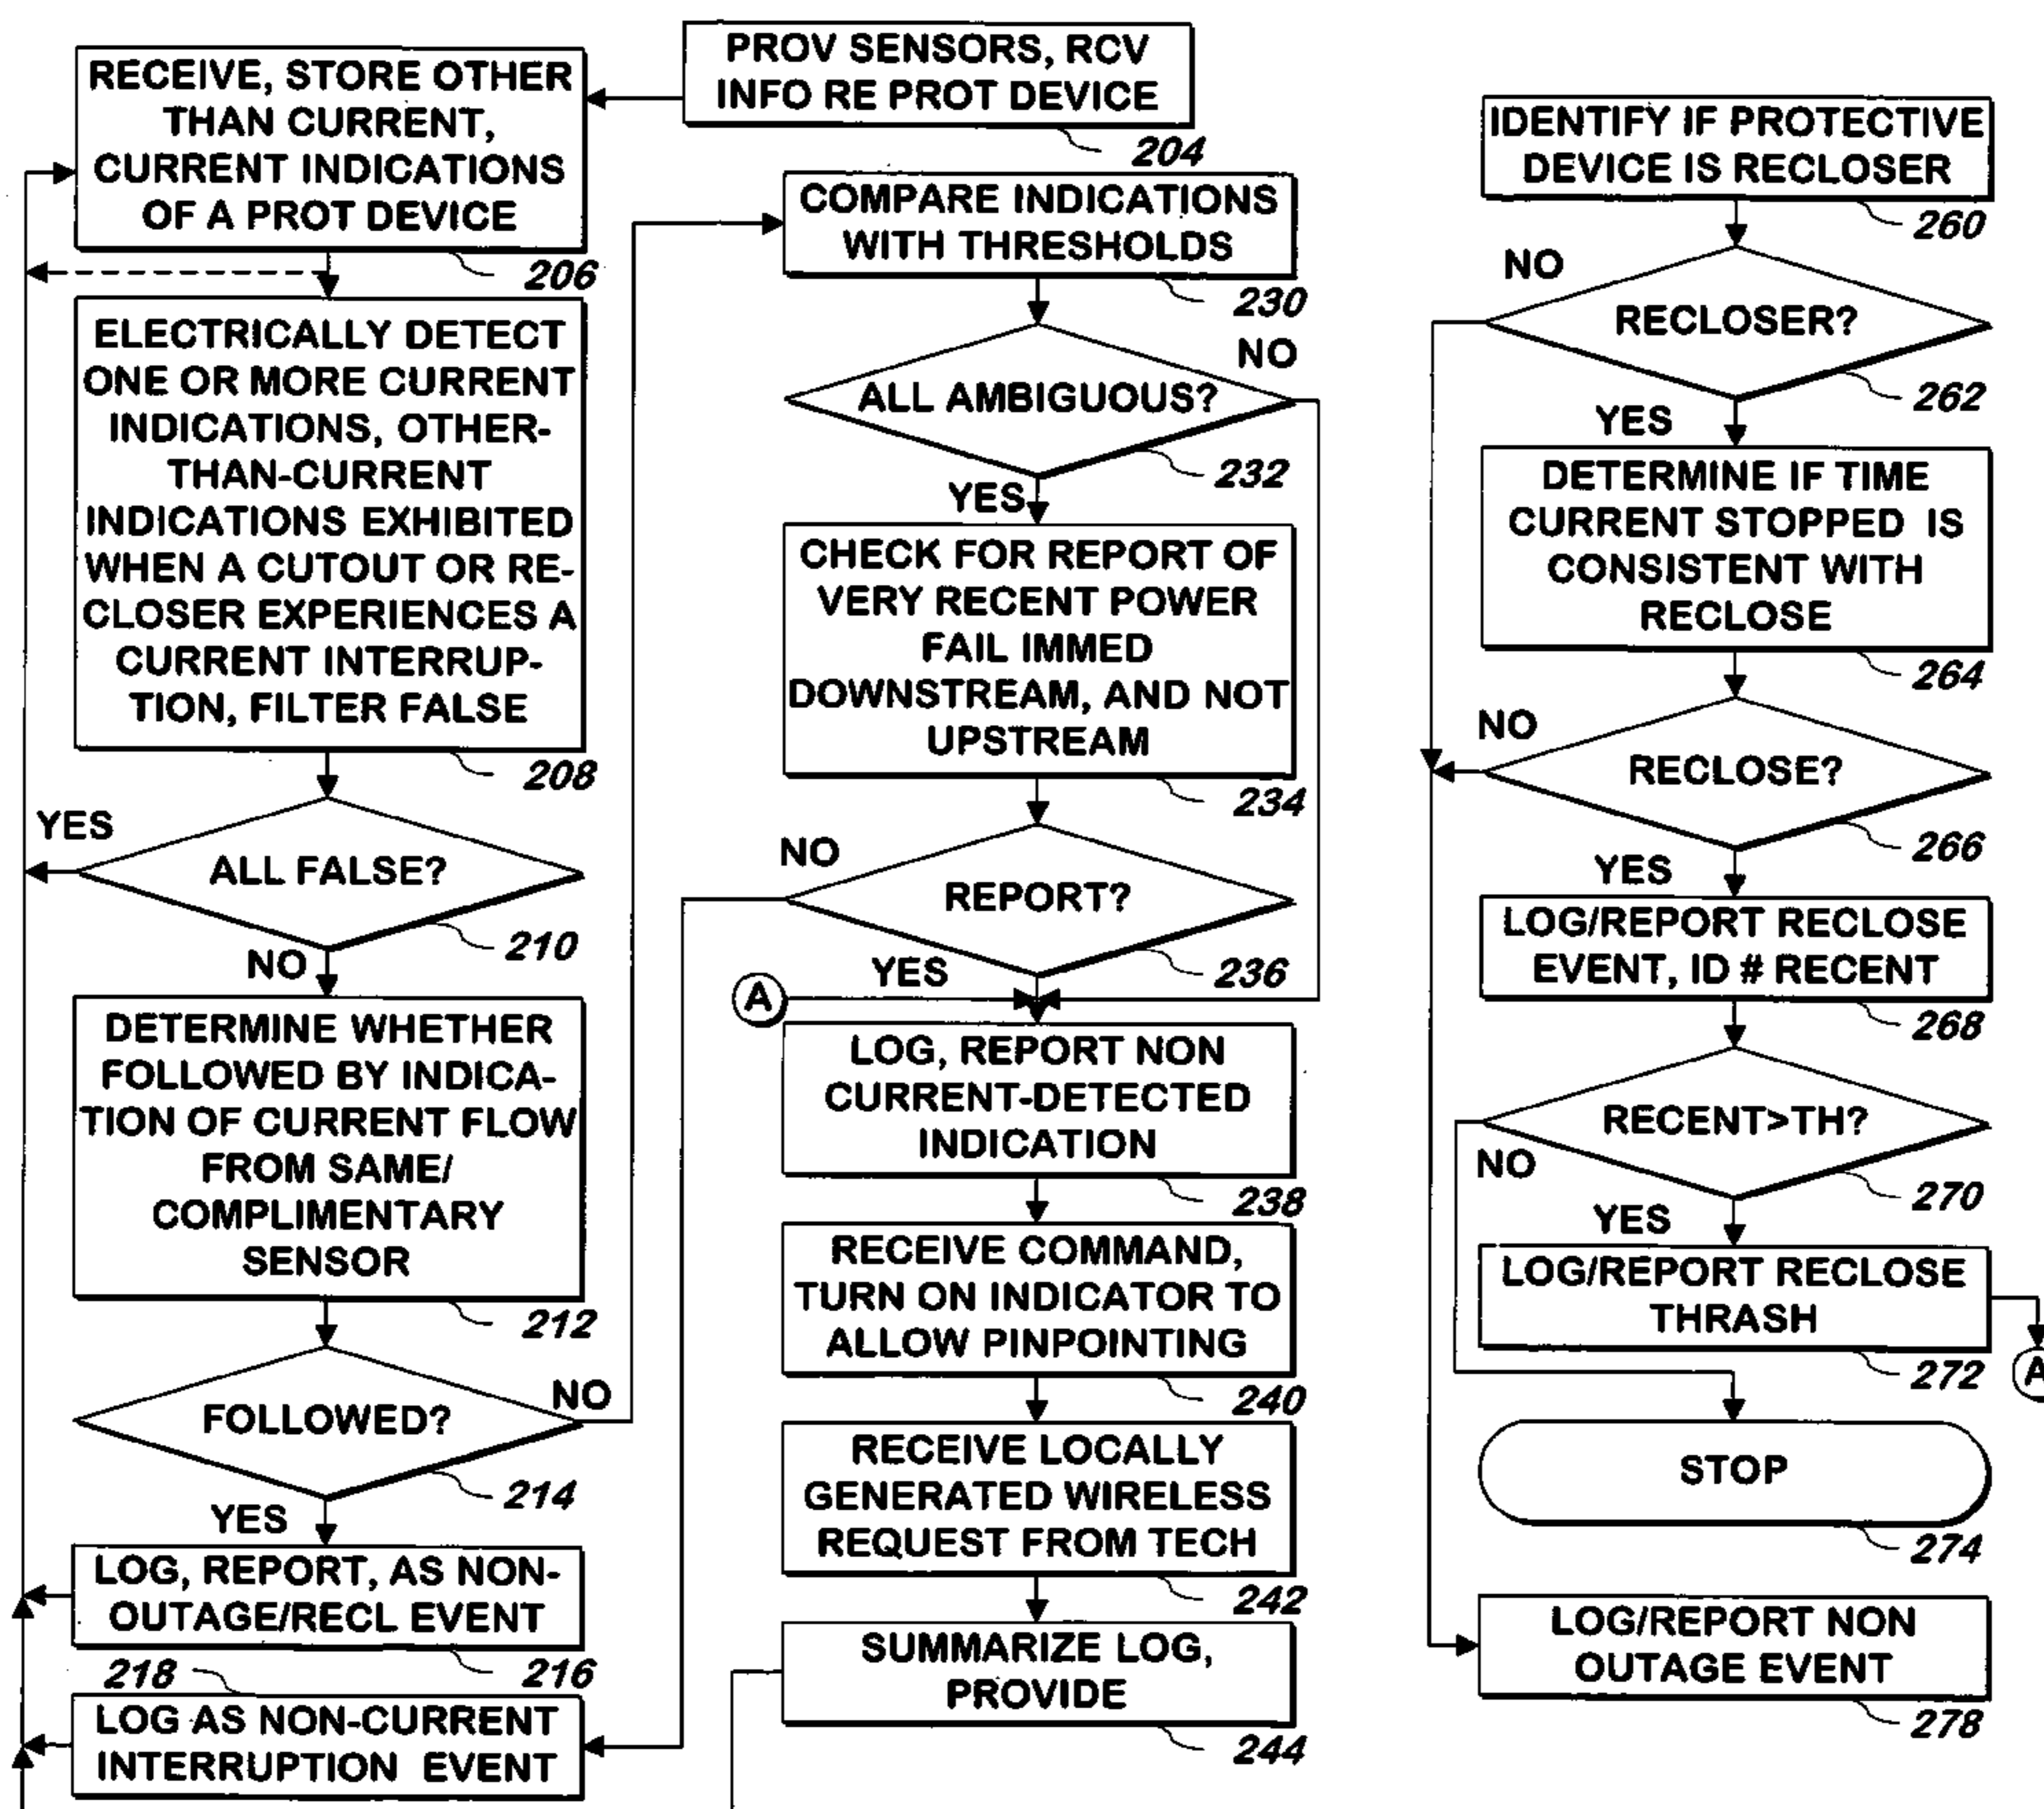 PROV SENSORS, RCV
INFO RE PROT DEVICE
204
RECEIVE, STORE OTHER
THAN CURRENT,
CURRENT INDICATIONS
OF A PROT DEVICE
206
ELECTRICALLY DETECT
ONE OR MORE CURRENT
INDICATIONS, OTHER-
THAN-CURRENT
INDICATIONS EXHIBITED
WHEN A CUTOUT OR RE-
CLOSER EXPERIENCES A
CURRENT INTERRUP-
TION, FILTER FALSE
208
YES
ALL FALSE?
210
NO
DETERMINE WHETHER
FOLLOWED BY INDICA-
TION OF CURRENT FLOW
FROM SAME/
COMPLIMENTARY
SENSOR
212
NO
FOLLOWED?
214
YES
LOG, REPORT, AS NON-
OUTAGE/RECL EVENT
216
218
LOG AS NON-CURRENT
INTERRUPTION EVENT
COMPARE INDICATIONS
WITH THRESHOLDS
230
NO
ALL AMBIGUOUS?
232
YES
CHECK FOR REPORT OF
VERY RECENT POWER
FAIL IMMED
DOWNSTREAM, AND NOT
UPSTREAM
234
NO
REPORT?
236
YES
A
LOG, REPORT NON
CURRENT-DETECTED
INDICATION
238
RECEIVE COMMAND,
TURN ON INDICATOR TO
ALLOW PINPOINTING
240
RECEIVE LOCALLY
GENERATED WIRELESS
REQUEST FROM TECH
242
SUMMARIZE LOG,
PROVIDE
244
IDENTIFY IF PROTECTIVE
DEVICE IS RECLOSER
260
NO
RECLOSER?
262
YES
DETERMINE IF TIME
CURRENT STOPPED IS
CONSISTENT WITH
RECLOSE
264
NO
RECLOSE?
266
YES
LOG/REPORT RECLOSE
EVENT, ID # RECENT
268
RECENT>TH?
NO
270
YES
LOG/REPORT RECLOSE
THRASH
272
A
STOP
274
LOG/REPORT NON
OUTAGE EVENT
278